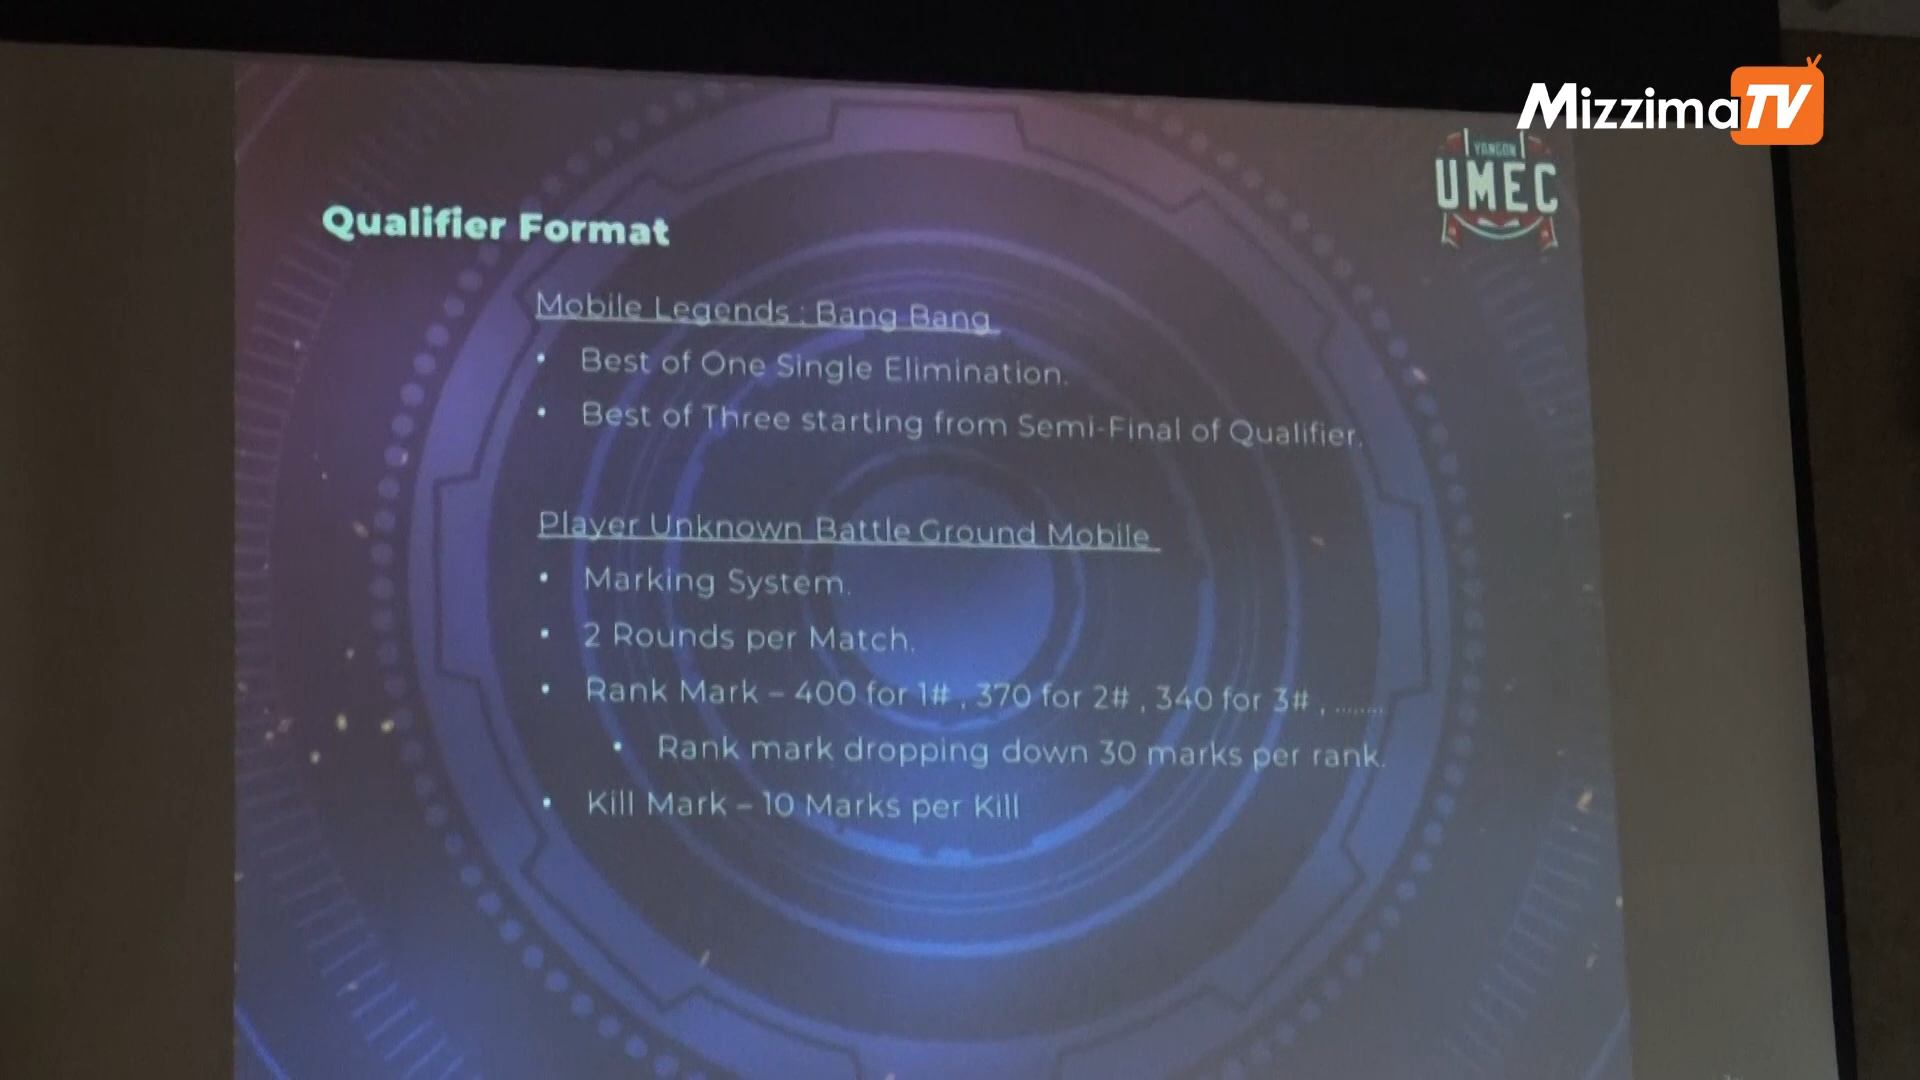 MizzimaTV
YANGON
UMEC
Qualifier Format
Mobile Legends : Bang Bang
• Best of One Single Elimination.
• Best of Three starting from Semi-Final of Qualifier.
Player Unknown Battle Ground Mobile
• Marking System.
• 2 Rounds per Match.
• Rank Mark – 400 for 1# , 370 for 2# , 340 for 3# , ........
• Rank mark dropping down 30 marks per rank.
• Kill Mark – 10 Marks per Kill